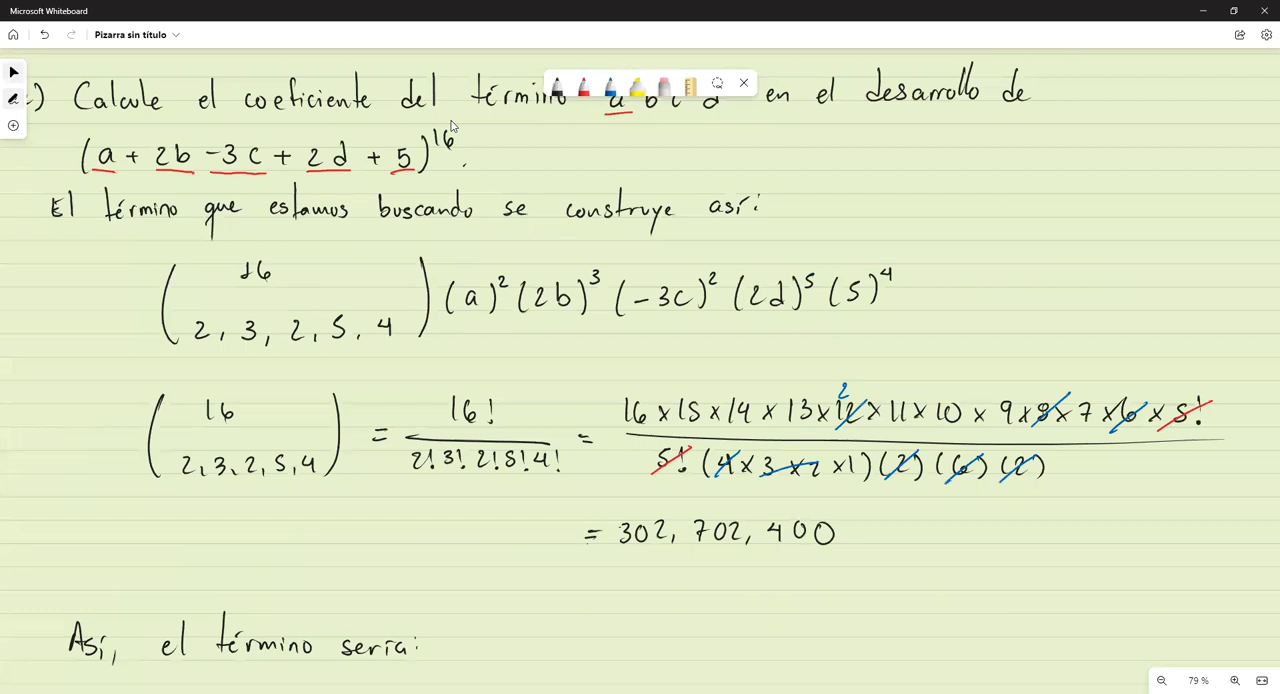 Microsoft Whiteboard
Pizarra sin título
) Calcule el coeficiente del término a b c d en el desarrollo de
(a + 2b -3c + 2d + 5)^16.
El término que estamos buscando se construye así:
(16 / 2, 3, 2, 5, 4) (a)^2 (2b)^3 (-3c)^2 (2d)^5 (5)^4
(16 / 2, 3, 2, 5, 4) = 16! / 2! 3! 2! 5! 4! = 16 x 15 x 14 x 13 x 12 x 11 x 10 x 9 x 8 x 7 x 6 x 5! / 5! (4 x 3 x 2 x 1) (2) (6) (2)
2
= 302, 702, 400
Así, el término sería:
79 %